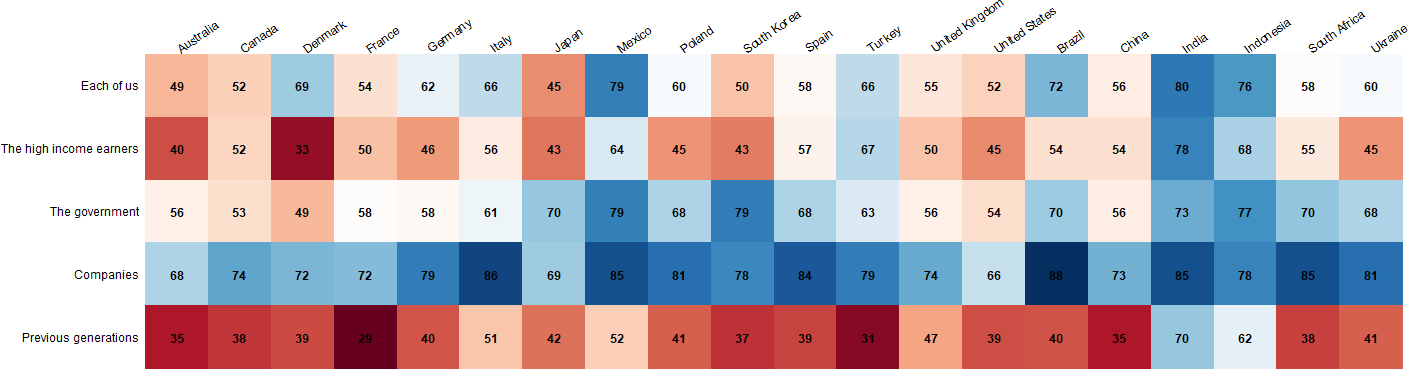 Australia Canada Denmark France Germany Italy Japan Mexico Poland South Korea Spain Turkey United Kingdom United States Brazil China India Indonesia South Africa Ukraine
Each of us 49 52 69 54 62 66 45 79 60 50 58 66 55 52 72 56 80 76 58 60
The high income earners 40 52 33 50 46 56 43 64 45 43 57 67 50 45 54 54 78 68 55 45
The government 56 53 49 58 58 61 70 79 68 79 68 63 56 54 70 56 73 77 70 68
Companies 68 74 72 72 79 86 69 85 81 78 84 79 74 66 88 73 85 78 85 81
Previous generations 35 38 39 29 40 51 42 52 41 37 39 31 47 39 40 35 70 62 38 41